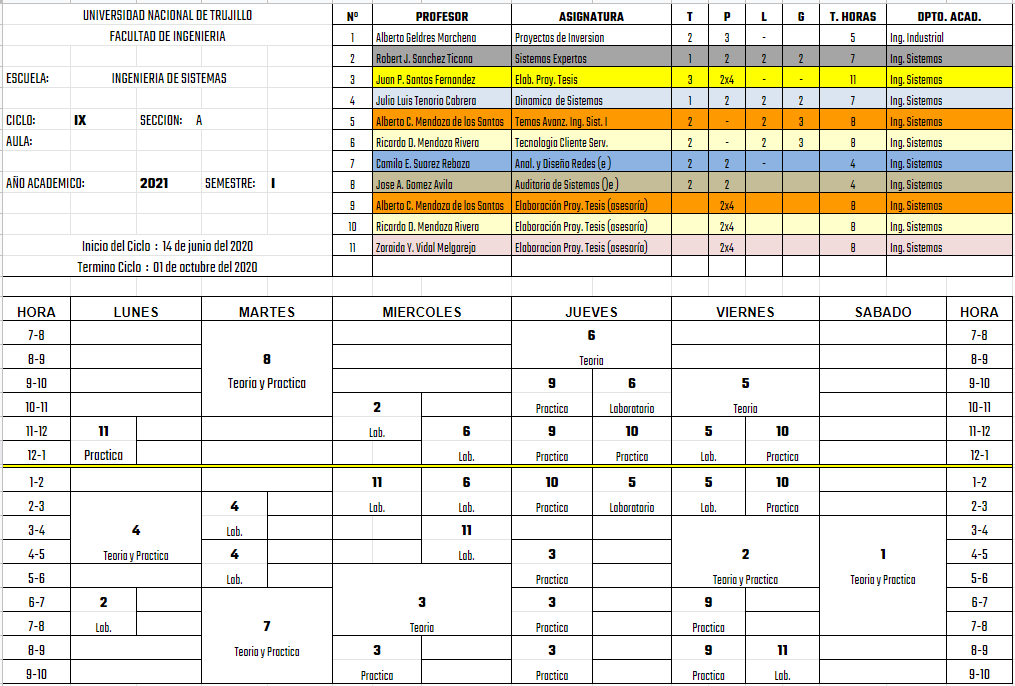 UNIVERSIDAD NACIONAL DE TRUJILLO
FACULTAD DE INGENIERIA
ESCUELA: INGENIERIA DE SISTEMAS
CICLO: IX SECCION: A
AULA:
AÑO ACADEMICO: 2021 SEMESTRE: I
Inicio del Ciclo : 14 de junio del 2020
Termino Ciclo : 01 de octubre del 2020
Nº PROFESOR ASIGNATURA T P L G T. HORAS DPTO. ACAD.
1 Alberto Geldres Marchena Proyectos de Inversion 2 3 - 5 Ing. Industrial
2 Robert J. Sanchez Ticona Sistemas Expertos 1 2 2 2 7 Ing. Sistemas
3 Juan P. Santos Fernandez Elab. Proy. Tesis 3 2x4 - - 11 Ing. Sistemas
4 Julio Luis Tenorio Cabrera Dinamica de Sistemas 1 2 2 2 7 Ing. Sistemas
5 Alberto C. Mendoza de los Santos Temas Avanz. Ing. Sist. I 2 - 2 3 8 Ing. Sistemas
6 Ricardo D. Mendoza Rivera Tecnologia Cliente Serv. 2 - 2 3 8 Ing. Sistemas
7 Camilo E. Suarez Rebaza Anal. y Diseño Redes (e ) 2 2 - 4 Ing. Sistemas
8 Jose A. Gomez Avila Auditoria de Sistemas ()e ) 2 2 4 Ing. Sistemas
9 Alberto C. Mendoza de los Santos Elaboración Proy. Tesis (asesoría) 2x4 8 Ing. Sistemas
10 Ricardo D. Mendoza Rivera Elaboración Proy. Tesis (asesoría) 2x4 8 Ing. Sistemas
11 Zoraida Y. Vidal Melgarejo Elaboracion Proy. Tesis (asesoría) 2x4 8 Ing. Sistemas
HORA LUNES MARTES MIERCOLES JUEVES VIERNES SABADO HORA
7-8 6 7-8
8-9 8 Teoria 8-9
9-10 Teoria y Practica 9 6 5 9-10
10-11 2 Practica Laboratorio Teoria 10-11
11-12 11 Lab. 6 9 10 5 10 11-12
12-1 Practica Lab. Practica Practica Lab. Practica 12-1
1-2 11 6 10 5 5 10 1-2
2-3 4 Lab. Lab. Practica Laboratorio Lab. Practica 2-3
3-4 4 Lab. 11 3-4
4-5 Teoria y Practica 4 Lab. 3 2 1 4-5
5-6 Lab. Practica Teoria y Practica Teoria y Practica 5-6
6-7 2 3 3 9 6-7
7-8 Lab. 7 Teoria Practica Practica 7-8
8-9 Teoria y Practica 3 3 9 11 8-9
9-10 Practica Practica Practica Lab. 9-10